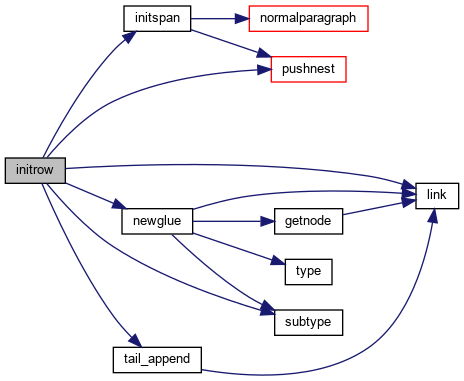 initspan
normalparagraph
pushnest
initrow
link
newglue
getnode
type
subtype
tail_append